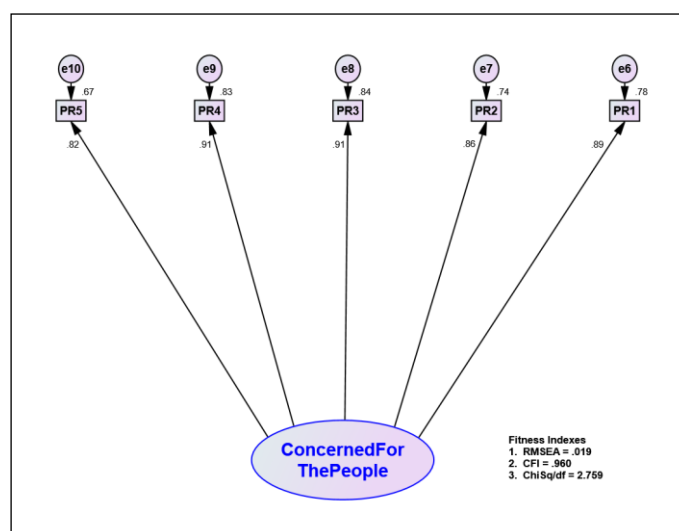 e10 e9 e8 e7 e6
.67 .83 .84 .74 .78
PR5 PR4 PR3 PR2 PR1
.82 .91 .91 .86 .89
ConcernedFor
ThePeople
Fitness Indexes
1. RMSEA = .019
2. CFI = .960
3. ChiSq/df = 2.759